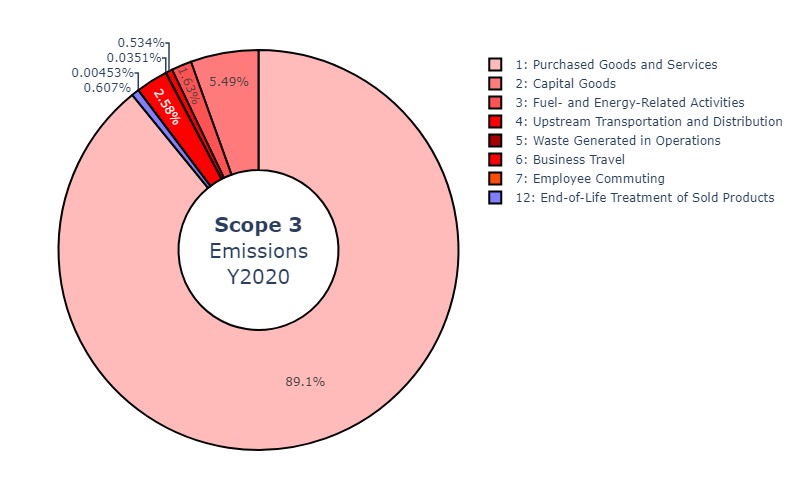 0.534%
0.0351%
0.00453%
0.607%
2.58%
1.63%
5.49%
89.1%
Scope 3
Emissions
Y2020
1: Purchased Goods and Services
2: Capital Goods
3: Fuel- and Energy-Related Activities
4: Upstream Transportation and Distribution
5: Waste Generated in Operations
6: Business Travel
7: Employee Commuting
12: End-of-Life Treatment of Sold Products